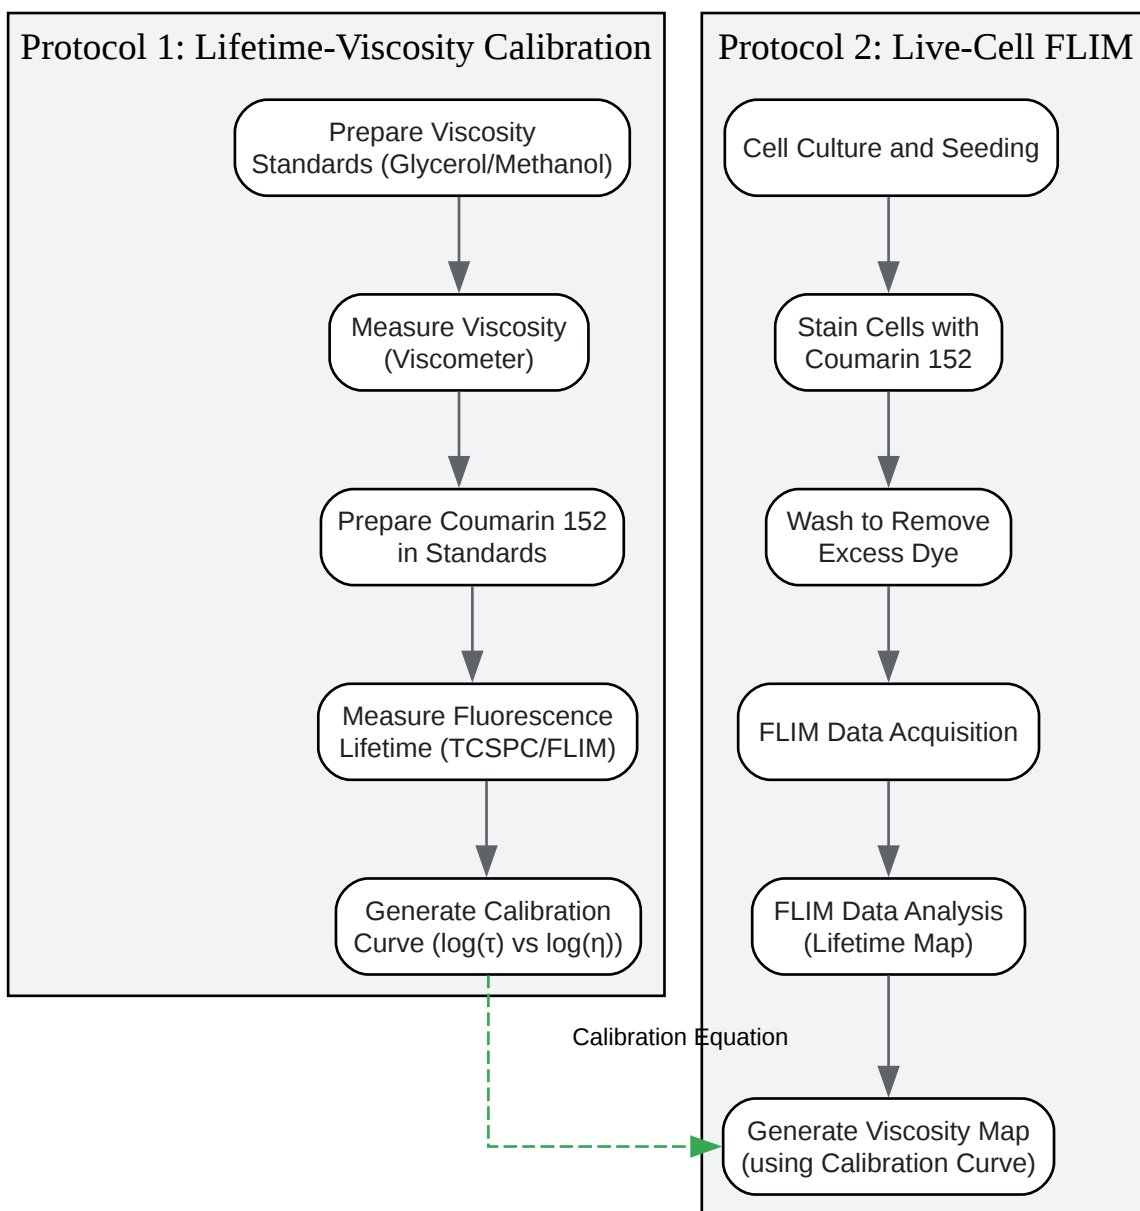 Protocol 1: Lifetime-Viscosity Calibration
Prepare Viscosity
Standards (Glycerol/Methanol)
Measure Viscosity
(Viscometer)
Prepare Coumarin 152
in Standards
Measure Fluorescence
Lifetime (TCSPC/FLIM)
Generate Calibration
Curve (log(τ) vs log(η))
Calibration Equation
Protocol 2: Live-Cell FLIM
Cell Culture and Seeding
Stain Cells with
Coumarin 152
Wash to Remove
Excess Dye
FLIM Data Acquisition
FLIM Data Analysis
(Lifetime Map)
Generate Viscosity Map
(using Calibration Curve)